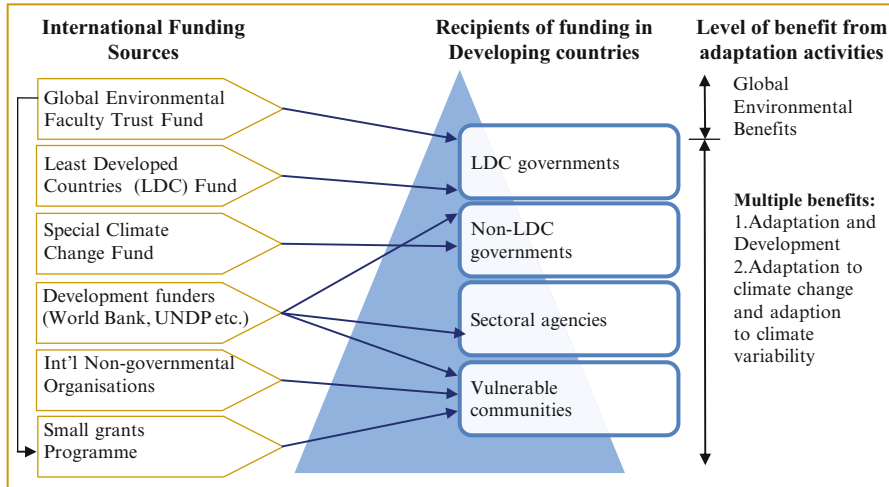 International Funding
Sources
Recipients of funding in
Developing countries
Level of benefit from
adaptation activities
Global Environmental
Faculty Trust Fund
Least Developed
Countries (LDC) Fund
Special Climate
Change Fund
Development funders
(World Bank, UNDP etc.)
Int'l Non-governmental
Organisations
Small grants
Programme
LDC governments
Non-LDC
governments
Sectoral agencies
Vulnerable
communities
Global
Environmental
Benefits
Multiple benefits:
1.Adaptation and
Development
2.Adaptation to
climate change
and adaption
to climate
variability